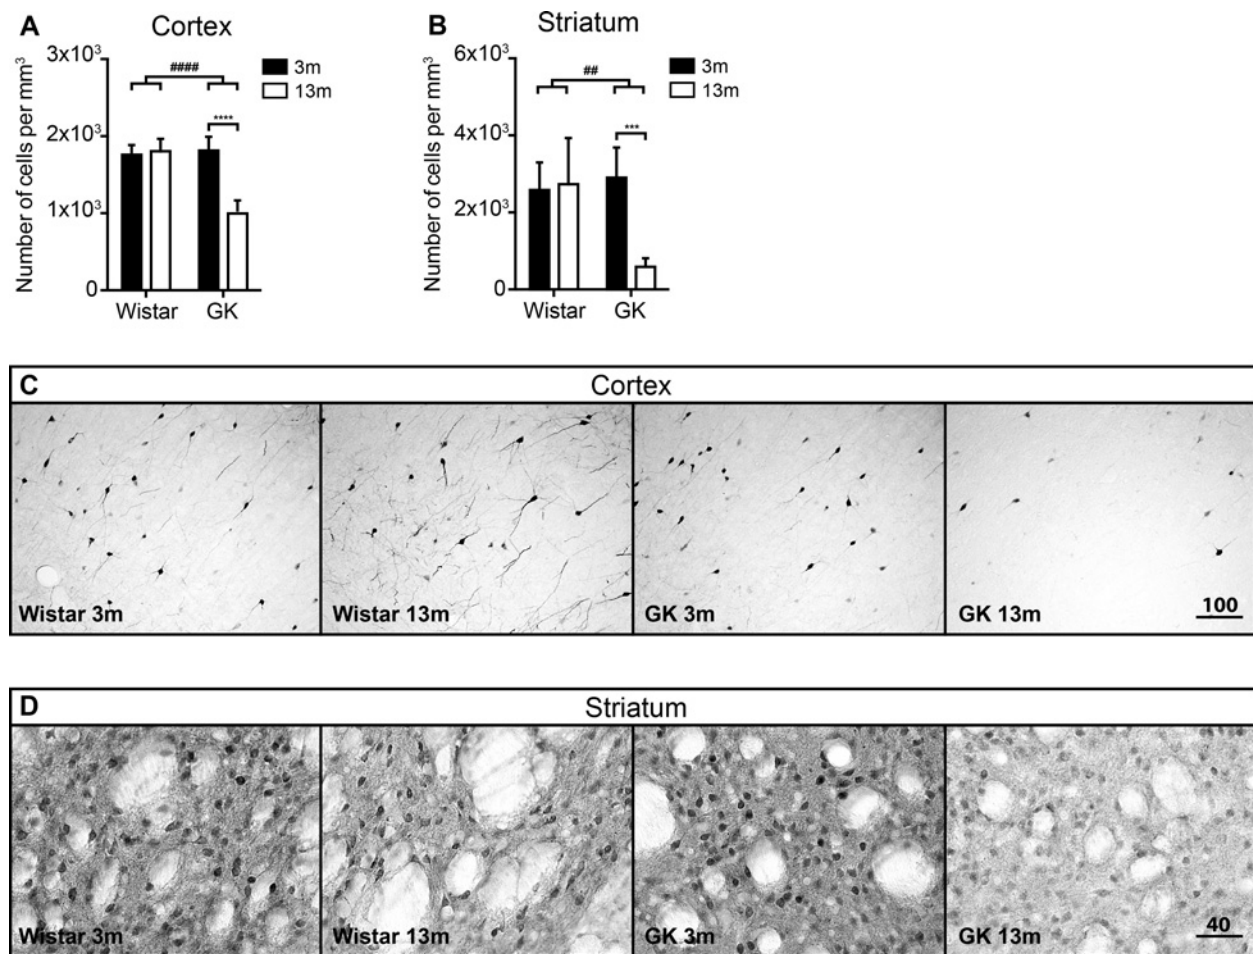 A
Cortex
Number of cells per mm³
3x10³
2x10³
1x10³
0
####
****
3m
13m
Wistar
GK
B
Striatum
Number of cells per mm³
6x10³
4x10³
2x10³
0
##
***
3m
13m
Wistar
GK
C
Cortex
Wistar 3m
Wistar 13m
GK 3m
GK 13m
100
D
Striatum
Wistar 3m
Wistar 13m
GK 3m
GK 13m
40